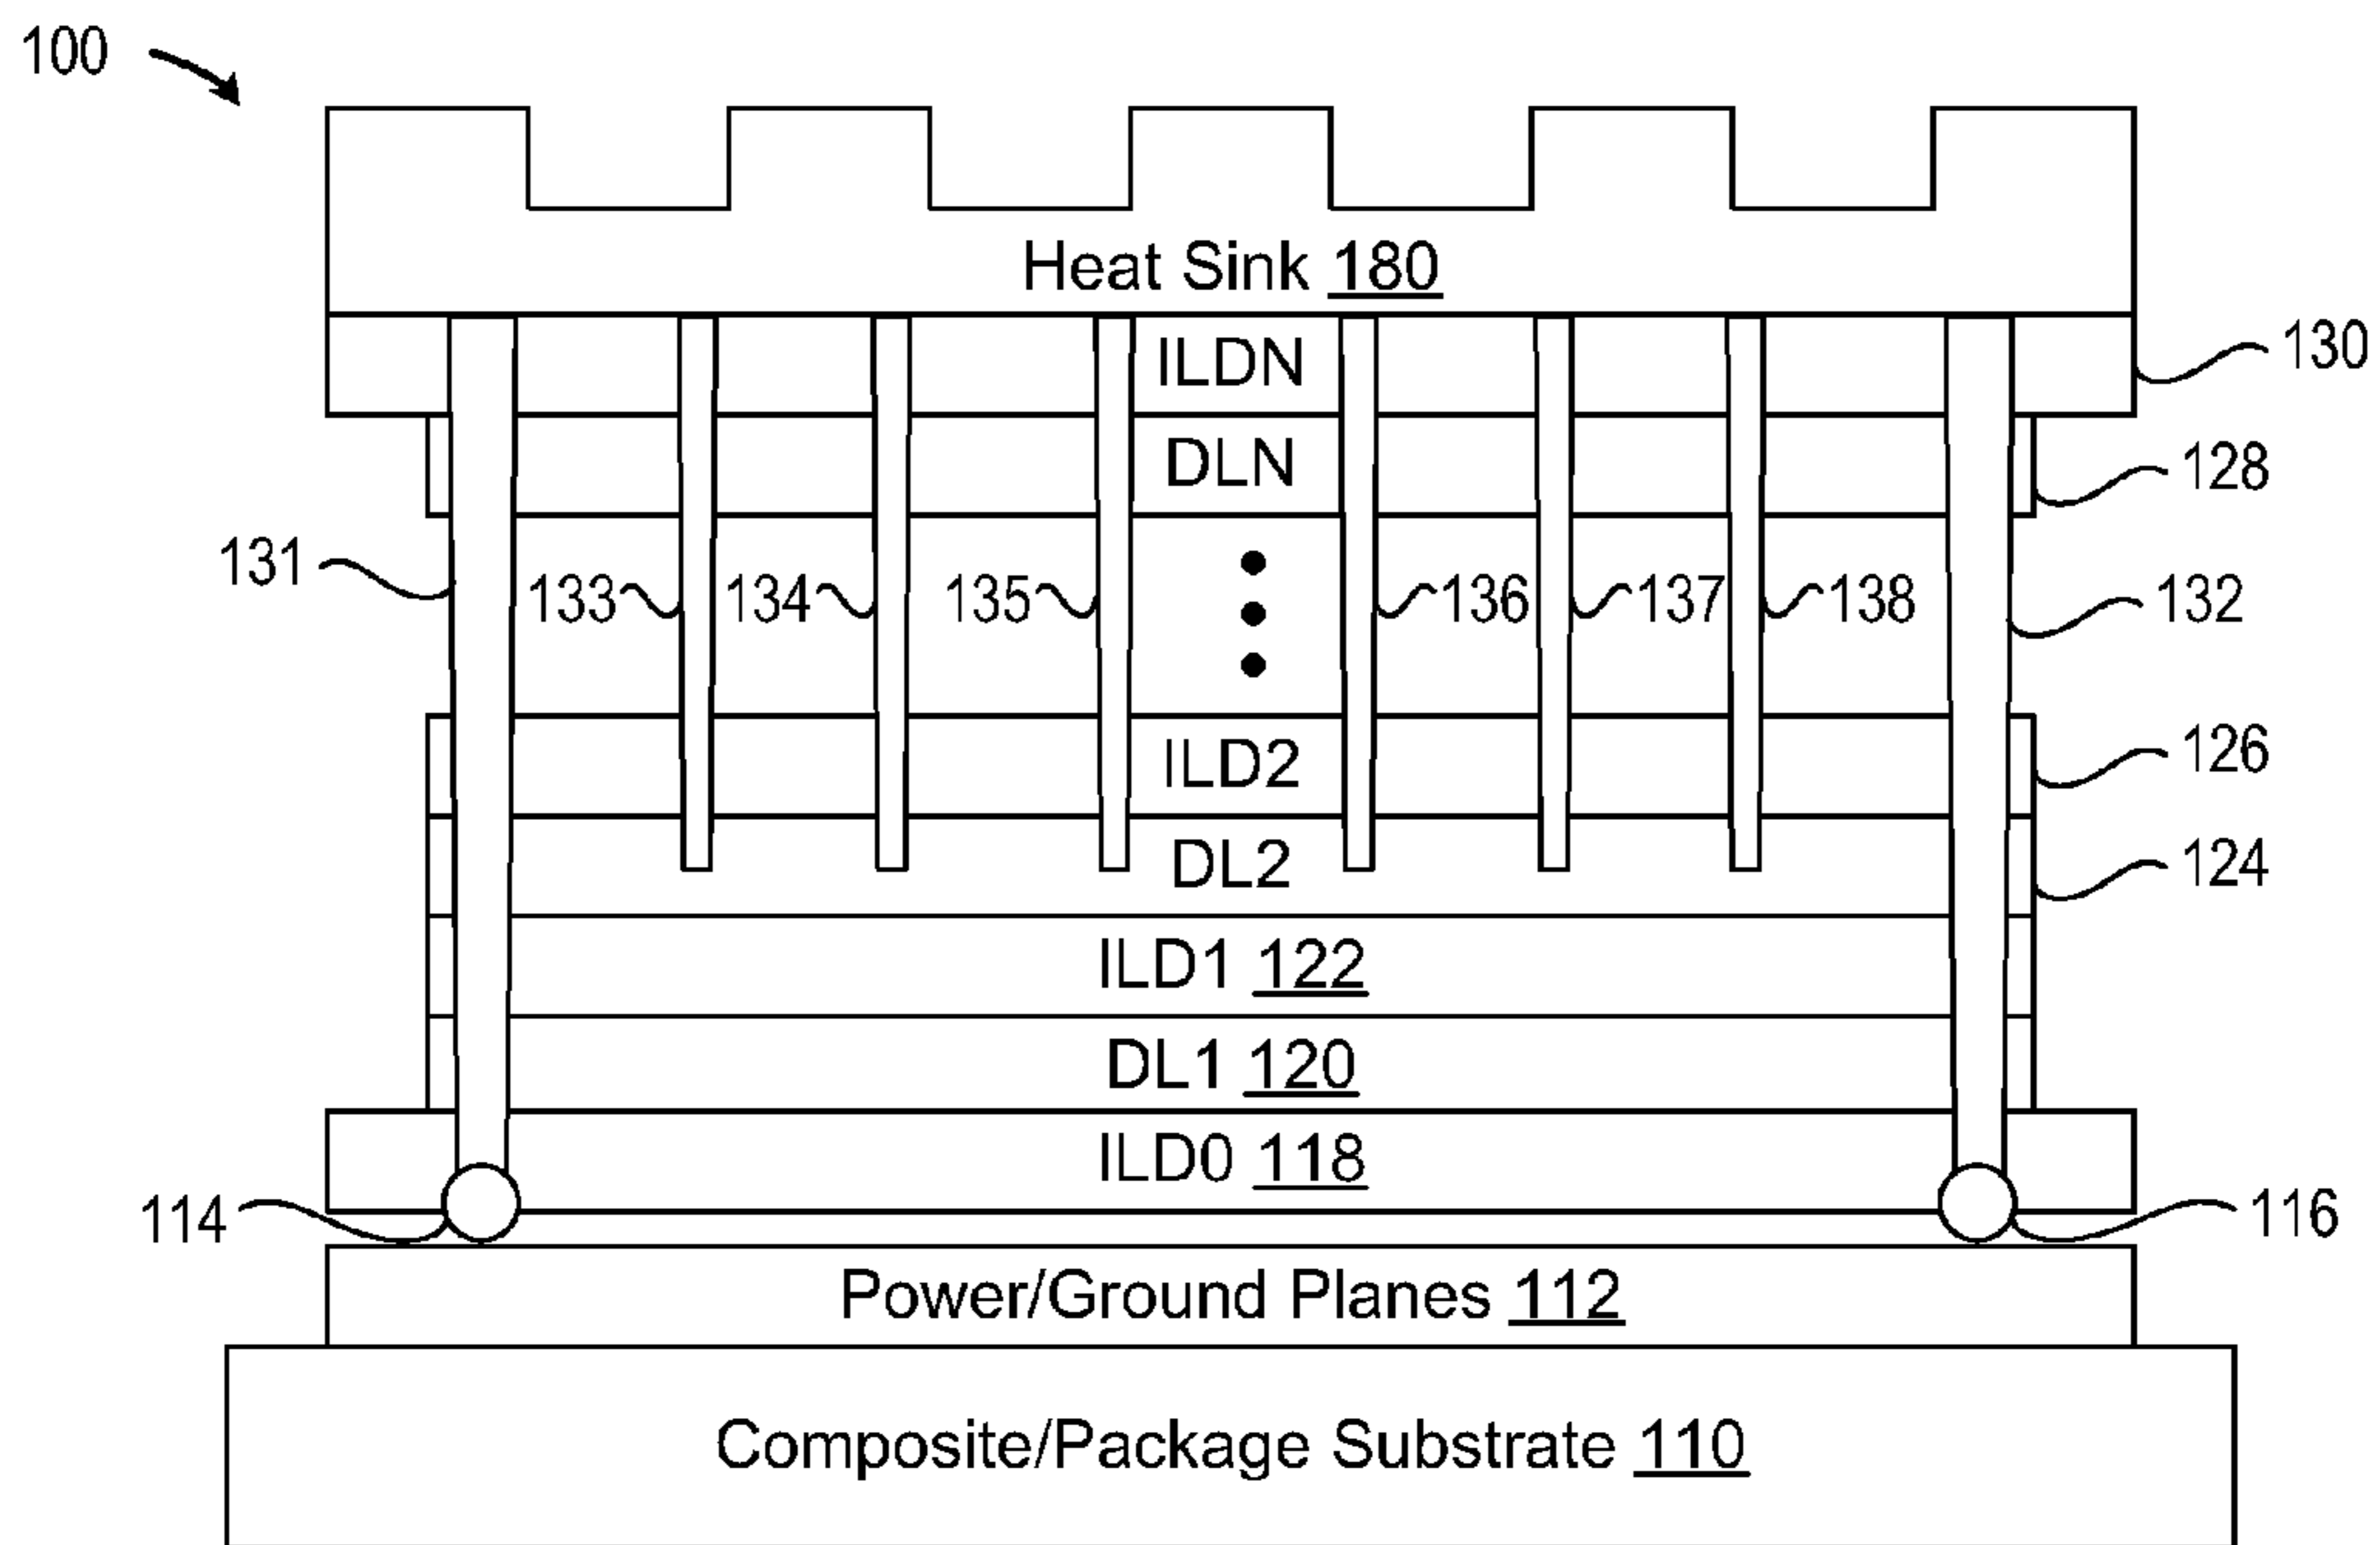 100
Heat Sink 180
ILDN
130
DLN
128
131
133
134
135
136
137
138
132
ILD2
126
DL2
124
ILD1 122
DL1 120
ILD0 118
114
116
Power/Ground Planes 112
Composite/Package Substrate 110